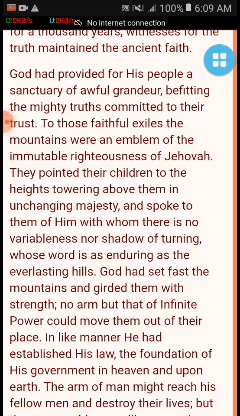 100% 6:09 AM
D:0KB/s U:0KB/s No internet connection
for a thousand years, witnesses for the
truth maintained the ancient faith.
God had provided for His people a
sanctuary of awful grandeur, befitting
the mighty truths committed to their
trust. To those faithful exiles the
mountains were an emblem of the
immutable righteousness of Jehovah.
They pointed their children to the
heights towering above them in
unchanging majesty, and spoke to
them of Him with whom there is no
variableness nor shadow of turning,
whose word is as enduring as the
everlasting hills. God had set fast the
mountains and girded them with
strength; no arm but that of Infinite
Power could move them out of their
place. In like manner He had
established His law, the foundation of
His government in heaven and upon
earth. The arm of man might reach his
fellow men and destroy their lives; but